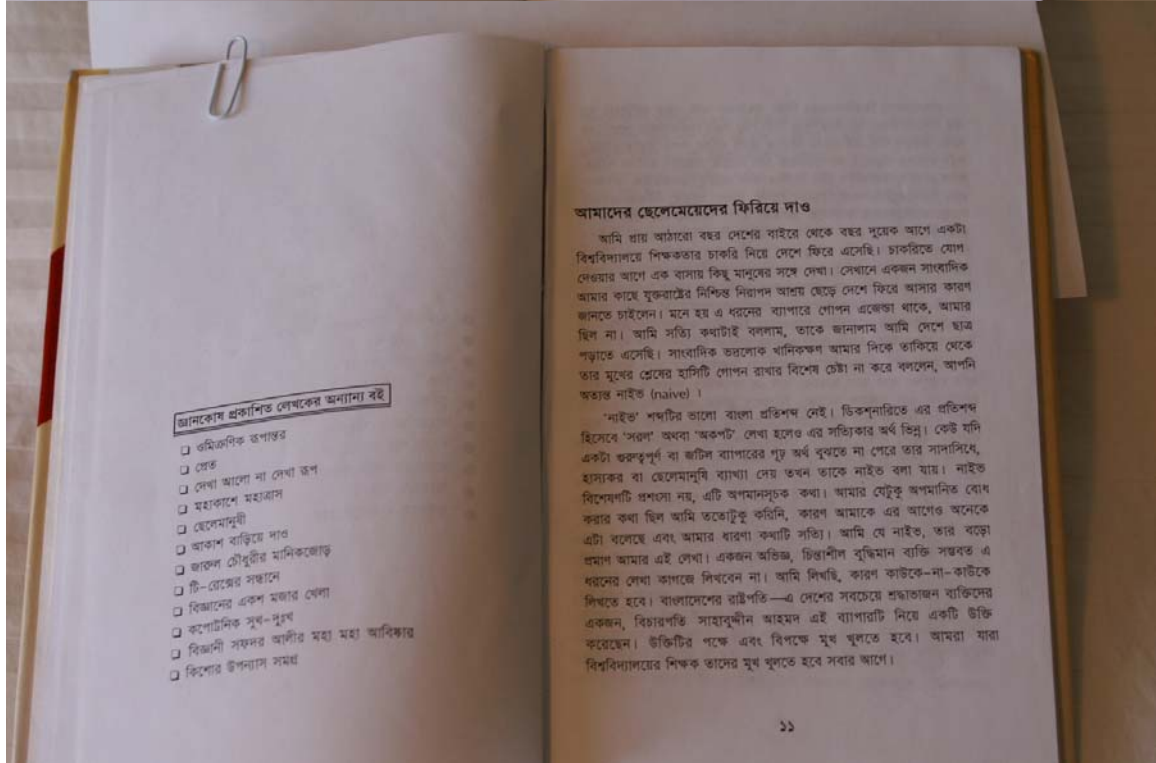 জ্ঞানকোষ প্রকাশিত লেখকের অন্যান্য বই
❑ ওমিক্রনিক রূপান্তর
❑ প্রেত
❑ দেখা আলো না দেখা রূপ
❑ মহাকাশে মহাত্রাস
❑ ছেলেমানুষী
❑ আকাশ বাড়িয়ে দাও
❑ জারুল চৌধুরীর মানিকজোড়
❑ টি-রেক্সের সন্ধানে
❑ বিজ্ঞানের একশ মজার খেলা
❑ কপোট্রনিক সুখ-দুঃখ
❑ বিজ্ঞানী সফদর আলীর মহা মহা আবিষ্কার
❑ কিশোর উপন্যাস সমগ্র
আমাদের ছেলেমেয়েদের ফিরিয়ে দাও
আমি প্রায় আঠারো বছর দেশের বাইরে থেকে বছর দুয়েক আগে একটা
বিশ্ববিদ্যালয়ে শিক্ষকতার চাকরি নিয়ে দেশে ফিরে এসেছি। চাকরিতে যোগ
দেওয়ার আগে এক বাসায় কিছু মানুষের সঙ্গে দেখা। সেখানে একজন সাংবাদিক
আমার কাছে যুক্তরাষ্ট্রের নিশ্চিন্ত নিরাপদ আশ্রয় ছেড়ে দেশে ফিরে আসার কারণ
জানতে চাইলেন। মনে হয় এ ধরনের ব্যাপারে গোপন এজেন্ডা থাকে, আমার
ছিল না। আমি সত্যি কথাটাই বললাম, তাকে জানালাম আমি দেশে ছাত্র
পড়াতে এসেছি। সাংবাদিক ভদ্রলোক খানিকক্ষণ আমার দিকে তাকিয়ে থেকে
তার মুখের শ্লেষের হাসিটি গোপন রাখার বিশেষ চেষ্টা না করে বললেন, আপনি
অত্যন্ত নাইভ (naive) ।
‘নাইভ’ শব্দটির ভালো বাংলা প্রতিশব্দ নেই। ডিকশ্‌নারিতে এর প্রতিশব্দ
হিসেবে ‘সরল’ অথবা ‘অকপট’ লেখা হলেও এর সত্যিকার অর্থ ভিন্ন। কেউ যদি
একটা গুরুত্বপূর্ণ বা জটিল ব্যাপারের গূঢ় অর্থ বুঝতে না পেরে তার সাদাসিধে,
হাস্যকর বা ছেলেমানুষি ব্যাখ্যা দেয় তখন তাকে নাইভ বলা যায়। নাইভ
বিশেষণটি প্রশংসা নয়, এটি অপমানসূচক কথা। আমার যেটুকু অপমানিত বোধ
করার কথা ছিল আমি ততোটুকু করিনি, কারণ আমাকে এর আগেও অনেকে
এটা বলেছে এবং আমার ধারণা কথাটি সত্যি। আমি যে নাইভ, তার বড়ো
প্রমাণ আমার এই লেখা। একজন অভিজ্ঞ, চিন্তাশীল বুদ্ধিমান ব্যক্তি সম্ভবত এ
ধরনের লেখা কাগজে লিখবেন না। আমি লিখছি, কারণ কাউকে-না-কাউকে
লিখতে হবে। বাংলাদেশের রাষ্ট্রপতি—এ দেশের সবচেয়ে শ্রদ্ধাভাজন ব্যক্তিদের
একজন, বিচারপতি সাহাবুদ্দীন আহমদ এই ব্যাপারটি নিয়ে একটি উক্তি
করেছেন। উক্তিটির পক্ষে এবং বিপক্ষে মুখ খুলতে হবে। আমরা যারা
বিশ্ববিদ্যালয়ের শিক্ষক তাদের মুখ খুলতে হবে সবার আগে।
১১